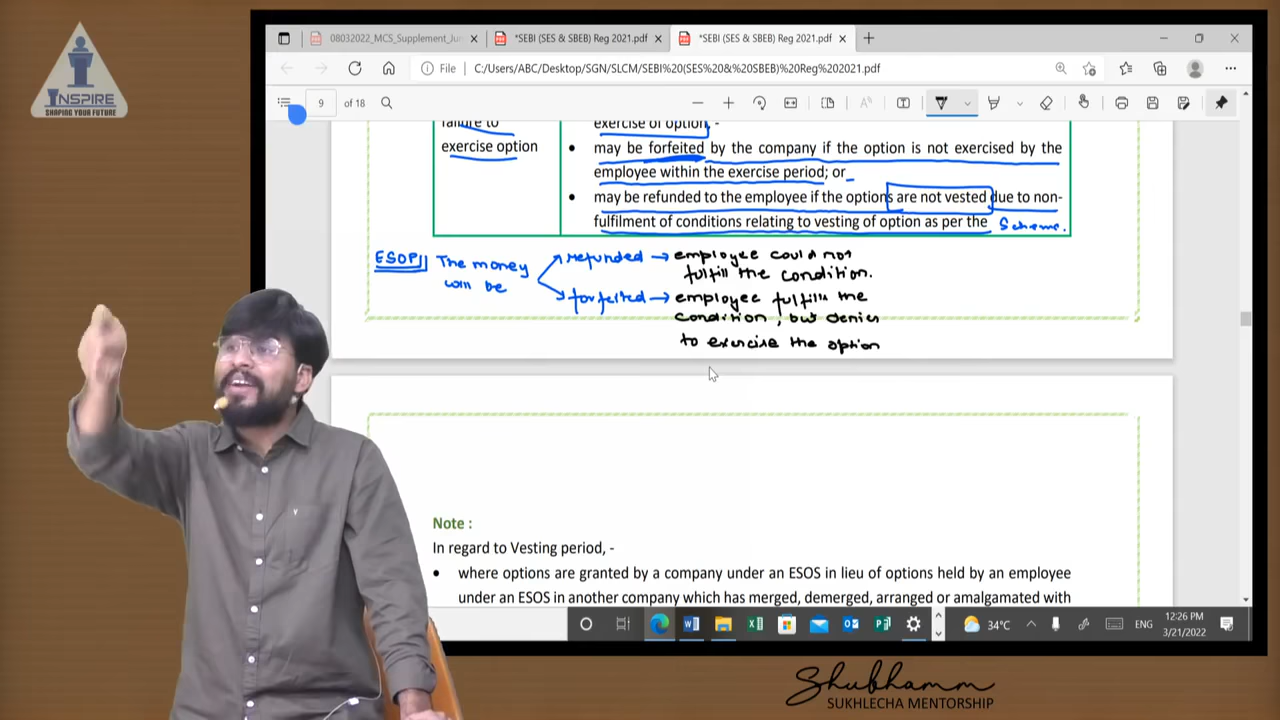 INSPIRE
SHAPING YOUR FUTURE
08032022_MCS_Supplement_Jun
*SEBI (SES & SBEB) Reg 2021.pdf
*SEBI (SES & SBEB) Reg 2021.pdf
File
C:/Users/ABC/Desktop/SGN/SLCM/SEBI%20(SES%20&%20SBEB)%20Reg%202021.pdf
9 of 18
failure to
exercise option
exercise of option, -
• may be forfeited by the company if the option is not exercised by the
employee within the exercise period; or
• may be refunded to the employee if the options are not vested due to non-
fulfilment of conditions relating to vesting of option as per the Scheme.
ESOP
The money
will be
refunded → employee could not
fulfill the condition.
forfeited → employee fulfills the
condition, but denies
to exercise the option
Note :
In regard to Vesting period, -
• where options are granted by a company under an ESOS in lieu of options held by an employee
under an ESOS in another company which has merged, demerged, arranged or amalgamated with
34°C
ENG
12:26 PM
3/21/2022
Shubhamm
SUKHLECHA MENTORSHIP